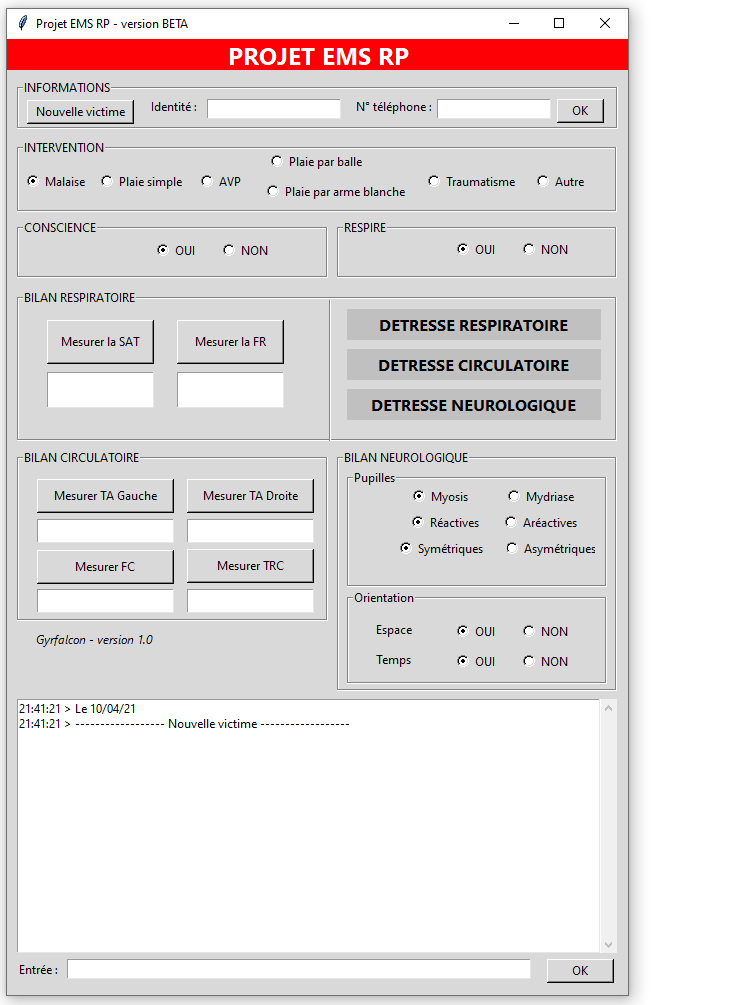 Projet EMS RP - version BETA
PROJET EMS RP
INFORMATIONS
Nouvelle victime
Identité :
N° téléphone :
OK
INTERVENTION
Malaise
Plaie simple
AVP
Plaie par balle
Plaie par arme blanche
Traumatisme
Autre
CONSCIENCE
OUI
NON
RESPIRE
OUI
NON
BILAN RESPIRATOIRE
Mesurer la SAT
Mesurer la FR
DETRESSE RESPIRATOIRE
DETRESSE CIRCULATOIRE
DETRESSE NEUROLOGIQUE
BILAN CIRCULATOIRE
Mesurer TA Gauche
Mesurer TA Droite
Mesurer FC
Mesurer TRC
Gyrfalcon - version 1.0
BILAN NEUROLOGIQUE
Pupilles
Myosis
Mydriase
Réactives
Aréactives
Symétriques
Asymétriques
Orientation
Espace
OUI
NON
Temps
OUI
NON
21:41:21 > Le 10/04/21
21:41:21 > ------------------ Nouvelle victime ------------------
Entrée :
OK